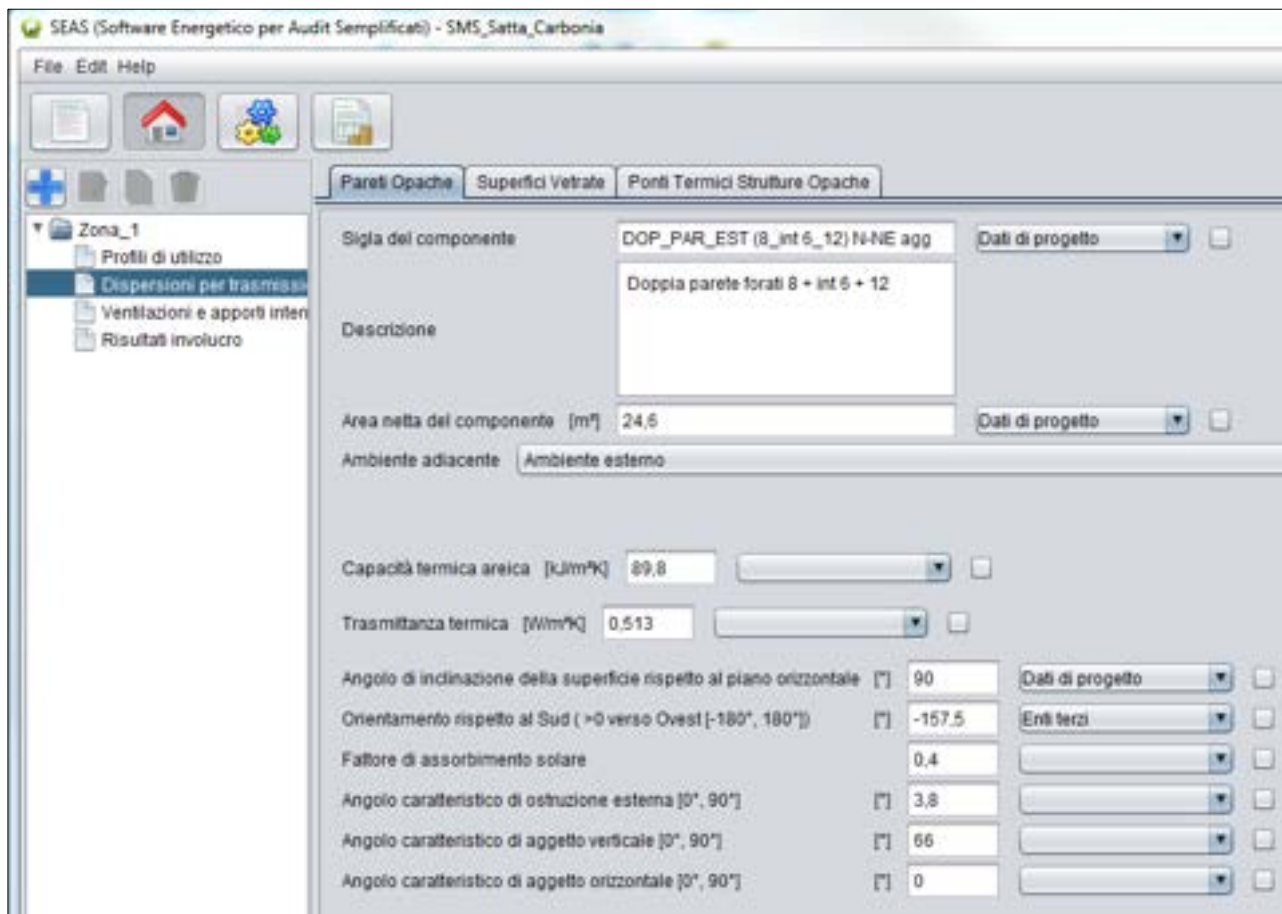 SEAS (Software Energetico per Audit Semplificati) - SMS_Satta_Carbonia
File Edit Help
Pareti Opache Superfici Vetrate Ponti Termici Strutture Opache
Zona_1
Profili di utilizzo
Dispersioni per trasmissi
Ventilazioni e apporti inter
Risultati involucro
Sigla del componente DOP_PAR_EST (8_int 6_12) N-NE agg Dati di progetto
Descrizione Doppia parete forati 8 + int 6 + 12
Area netta del componente [m²] 24,6 Dati di progetto
Ambiente adiacente Ambiente esterno
Capacità termica areica [kJ/m²K] 89,8
Trasmittanza termica [W/m²K] 0,513
Angolo di inclinazione della superficie rispetto al piano orizzontale [°] 90 Dati di progetto
Orientamento rispetto al Sud ( >0 verso Ovest [-180°, 180°]) [°] -157,5 Enti terzi
Fattore di assorbimento solare 0,4
Angolo caratteristico di ostruzione esterna [0°, 90°] [°] 3,8
Angolo caratteristico di aggetto verticale [0°, 90°] [°] 66
Angolo caratteristico di aggetto orizzontale [0°, 90°] [°] 0